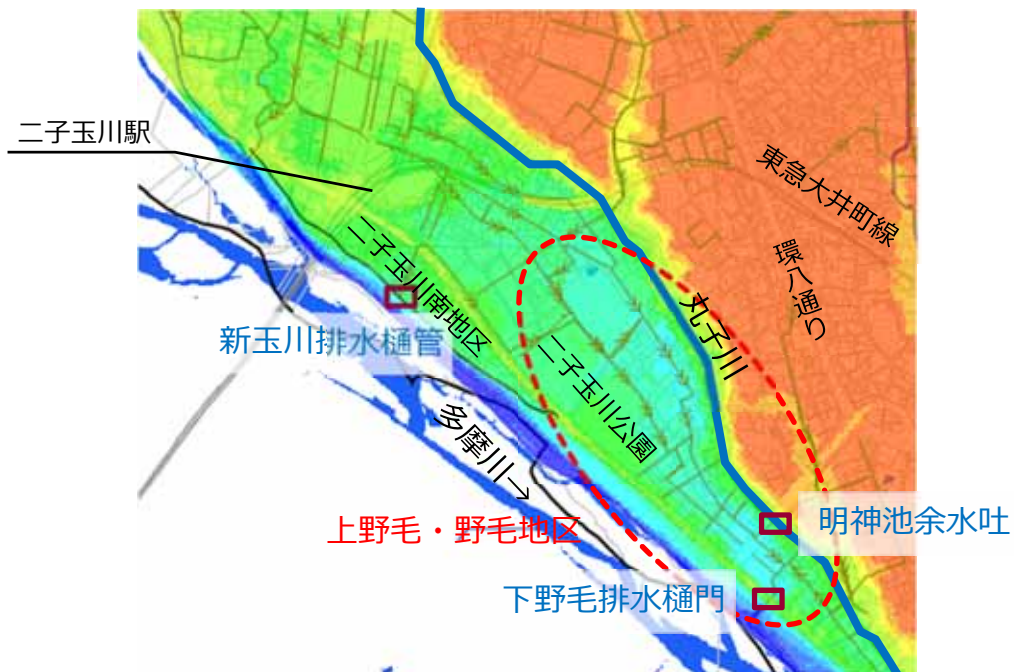 二子玉川駅
東急大井町線
環八通り
二子玉川南地区
丸子川
新玉川排水樋管
二子玉川公園
多摩川→
上野毛・野毛地区
明神池余水吐
下野毛排水樋門